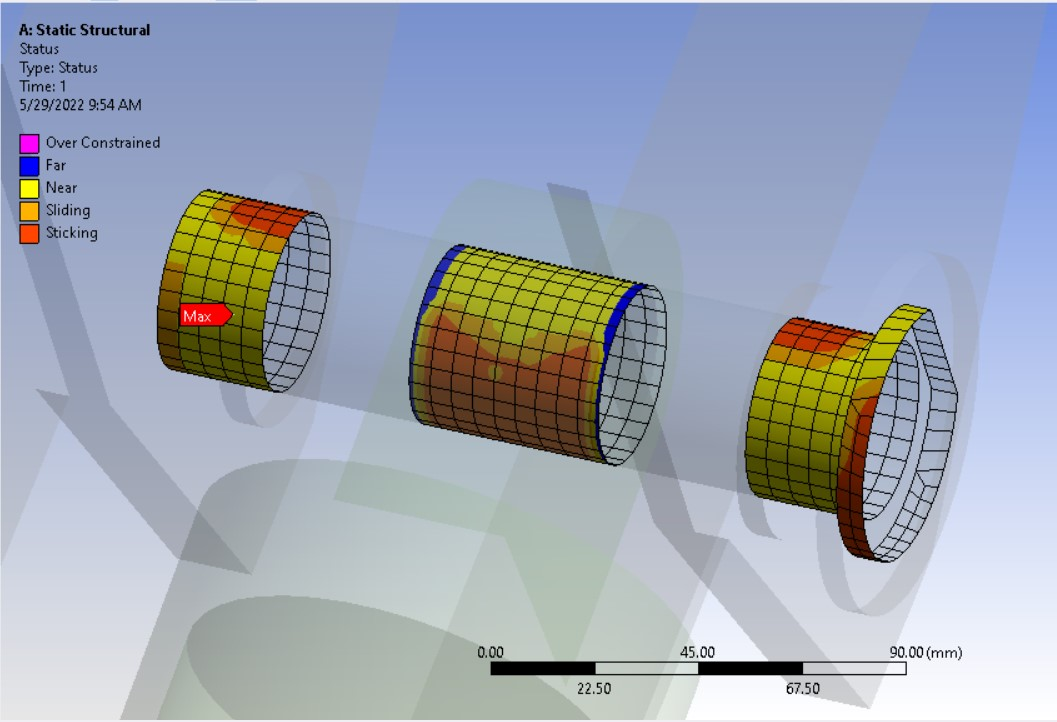 A: Static Structural
Status
Type: Status
Time: 1
5/29/2022 9:54 AM
Over Constrained
Far
Near
Sliding
Sticking
Max
0.00 45.00 90.00 (mm)
22.50 67.50